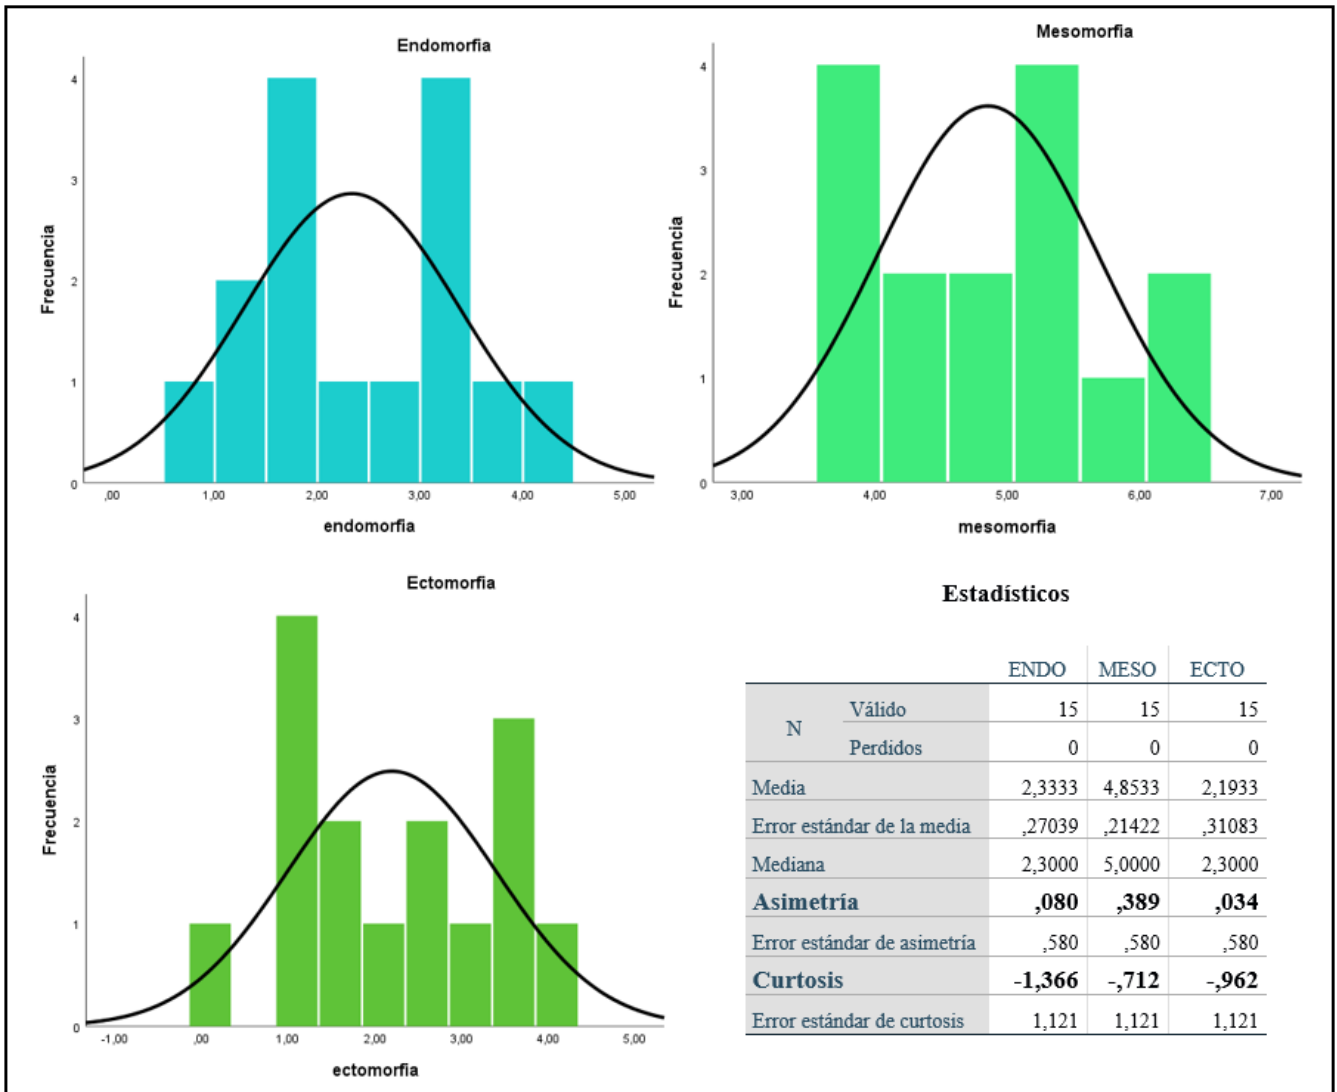 Endomorfia
4
3
2
1
0
Frecuencia
,00 1,00 2,00 3,00 4,00 5,00
endomorfia
Mesomorfia
4
3
2
1
0
Frecuencia
3,00 4,00 5,00 6,00 7,00
mesomorfia
Ectomorfia
4
3
2
1
0
Frecuencia
-1,00 ,00 1,00 2,00 3,00 4,00 5,00
ectomorfia
Estadísticos
ENDO MESO ECTO
N Válido 15 15 15
Perdidos 0 0 0
Media 2,3333 4,8533 2,1933
Error estándar de la media ,27039 ,21422 ,31083
Mediana 2,3000 5,0000 2,3000
Asimetría ,080 ,389 ,034
Error estándar de asimetría ,580 ,580 ,580
Curtosis -1,366 -,712 -,962
Error estándar de curtosis 1,121 1,121 1,121